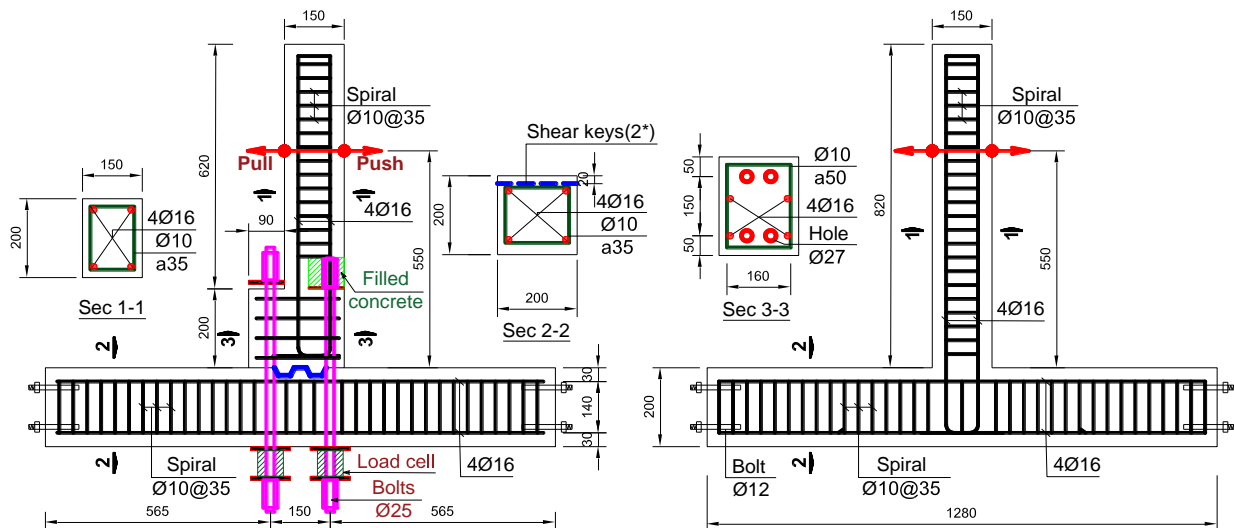 150
Spiral
Ø10@35
Pull
Push
620
1
1
90
4Ø16
550
150
200
4Ø16
Ø10
a35
Sec 1-1
Filled
concrete
200
3
3
2
Shear keys(2*)
20
200
4Ø16
Ø10
a35
200
Sec 2-2
30
140
30
2
Spiral
Ø10@35
4Ø16
Load cell
Bolts
Ø25
565
150
565
50
150
50
Ø10
a50
4Ø16
Hole
Ø27
160
Sec 3-3
150
Spiral
Ø10@35
820
1
1
550
4Ø16
2
200
2
Bolt
Ø12
Spiral
Ø10@35
4Ø16
1280